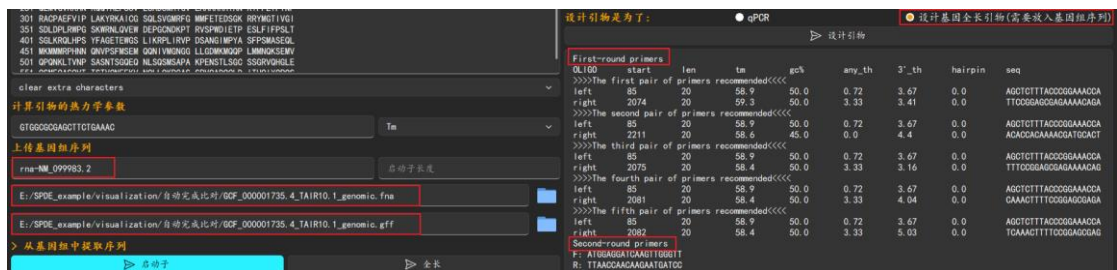 301 RACPAEFVIP LAKYRKAICG SQLSVGMRFG MMFETEDSGK RRYMGTIVGI
351 SDLDPLRWPG SKWRNLQVEW DEPGCNDKPT RVSPWDIETP ESLFIFPSLT
401 SGLKRQLHPS YFAGETEWGS LIKRPLIRVP DSANGIMPYA SFPSMASEQL
451 MKMMMRPHNN QNVPSFMSEM QQNIVMGNGG LLGDMKMQQP LMMNQKSEMV
501 QPQNKLTVNP SASNTSGQEQ NLSQSMSAPA KPENSTLSGC SSGRVQHGLE
clear extra characters
计算引物的热力学参数
GTGGCGCGAGCTTCTGAAAC
Tm
上传基因组序列
rna-NM_099983.2
启动子长度
E:/SPDE_example/visualization/自动完成比对/GCF_000001735.4_TAIR10.1_genomic.fna
E:/SPDE_example/visualization/自动完成比对/GCF_000001735.4_TAIR10.1_genomic.gff
> 从基因组中提取序列
启动子
全长
设计引物是为了:
qPCR
设计基因全长引物(需要放入基因组序列)
设计引物
First-round primers
OLIGO start len tm gc% any_th 3'_th hairpin seq
>>>>The first pair of primers recommended<<<<
left 85 20 58.9 50.0 0.72 3.67 0.0 AGCTCTTTACCCGGAAACCA
right 2074 20 59.3 50.0 3.33 3.41 0.0 TTCCGGAGCGAGAAAACAGA
>>>>The second pair of primers recommended<<<<
left 85 20 58.9 50.0 0.72 3.67 0.0 AGCTCTTTACCCGGAAACCA
right 2211 20 58.6 45.0 0.0 4.4 0.0 ACACCACAAAACGATGCACT
>>>>The third pair of primers recommended<<<<
left 85 20 58.9 50.0 0.72 3.67 0.0 AGCTCTTTACCCGGAAACCA
right 2075 20 58.4 50.0 3.33 3.16 0.0 TTTCCGGAGCGAGAAAACAG
>>>>The fourth pair of primers recommended<<<<
left 85 20 58.9 50.0 0.72 3.67 0.0 AGCTCTTTACCCGGAAACCA
right 2081 20 58.4 50.0 3.33 4.04 0.0 CAAACTTTTCCGGAGCGAGA
>>>>The fifth pair of primers recommended<<<<
left 85 20 58.9 50.0 0.72 3.67 0.0 AGCTCTTTACCCGGAAACCA
right 2082 20 58.4 50.0 3.33 5.03 0.0 TCAAACTTTTCCGGAGCGAG
Second-round primers
F: ATGGAGGATCAAGTTGGGTT
R: TTAACCAACAAGAATGATCC